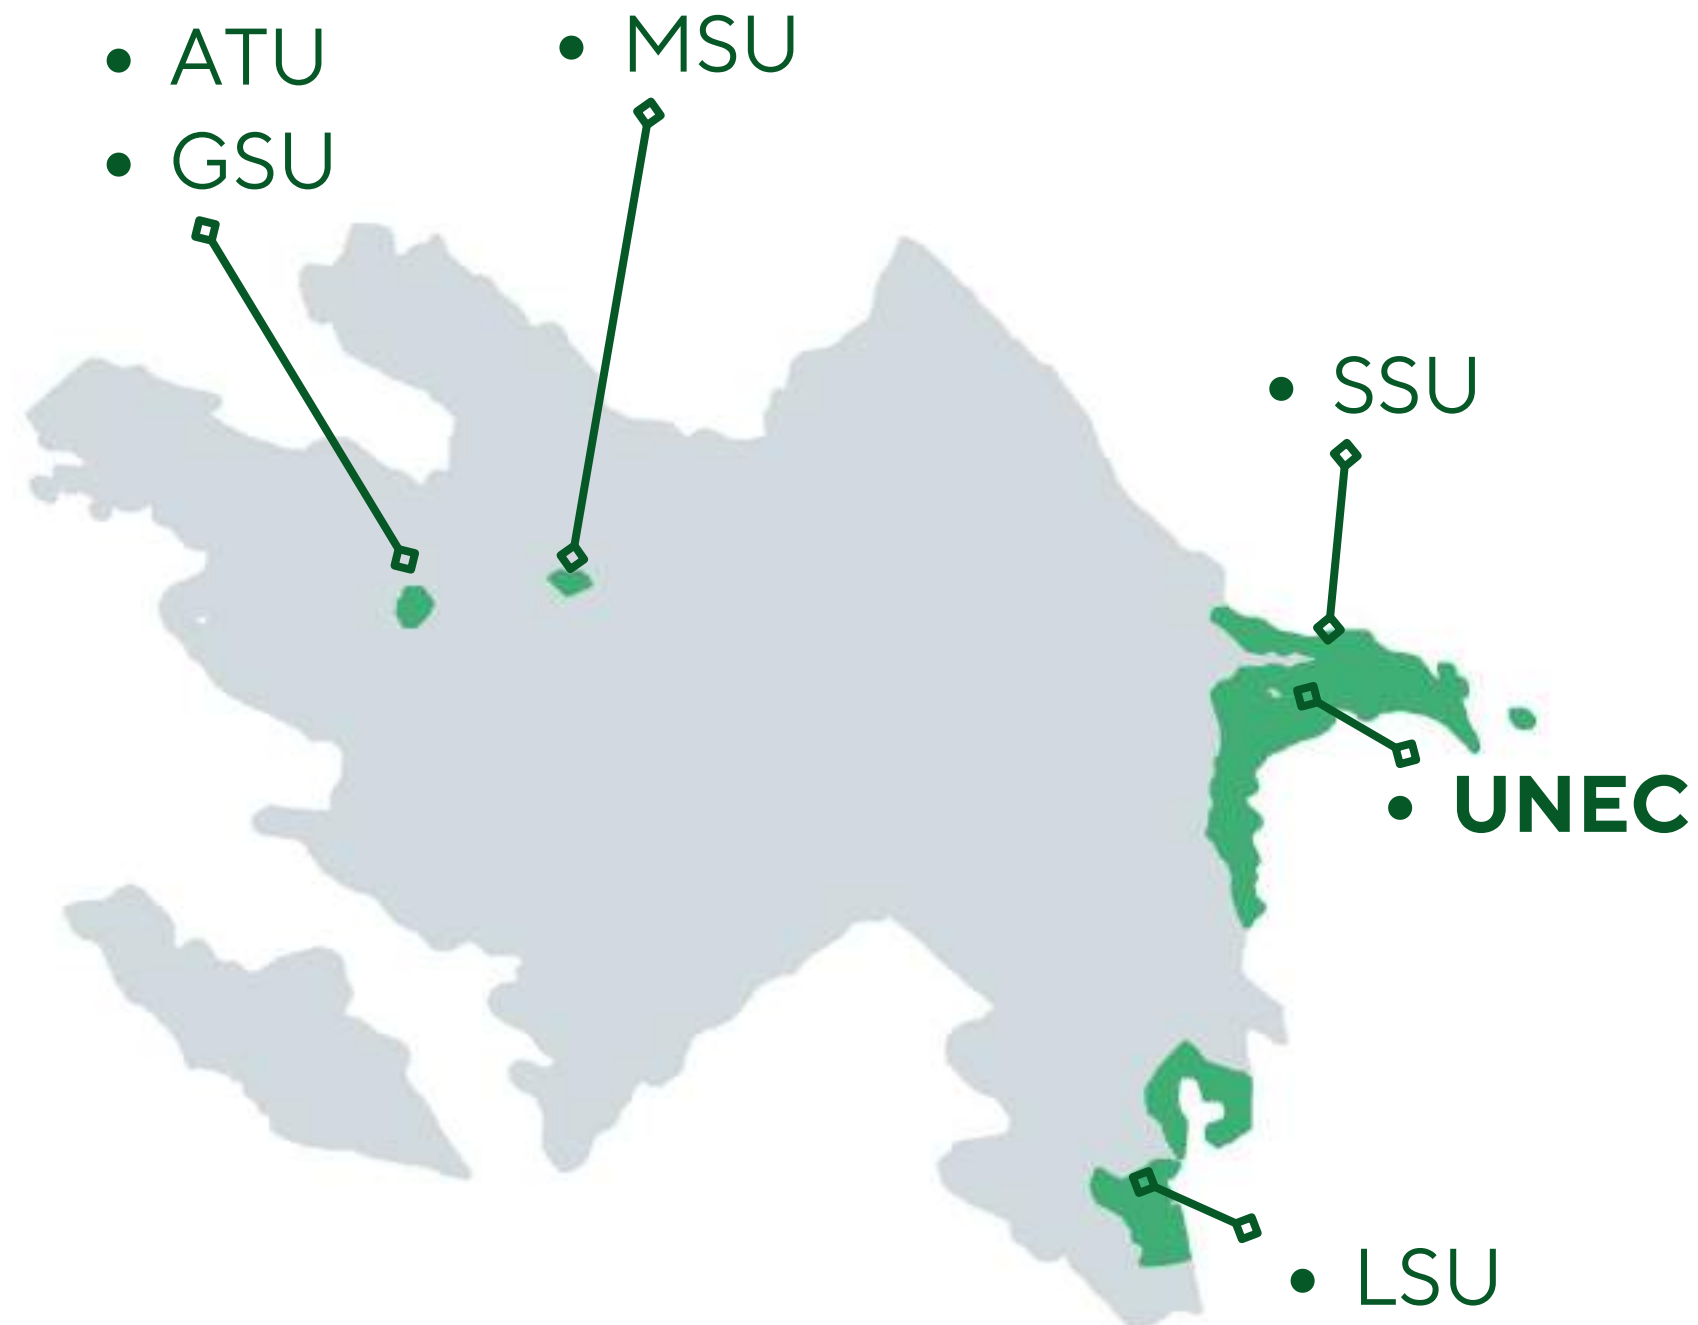 • ATU
• GSU
• MSU
• SSU
• UNEC
• LSU